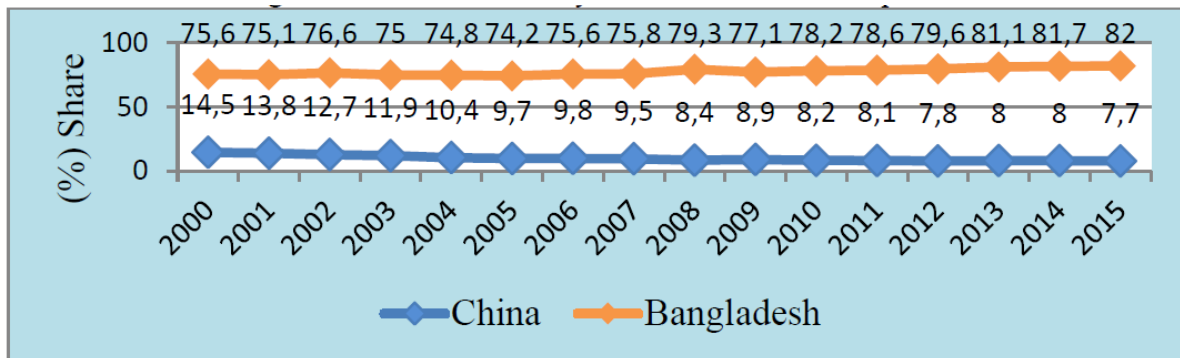 100
75,6 75,1 76,6 75 74,8 74,2 75,6 75,8 79,3 77,1 78,2 78,6 79,6 81,1 81,7 82
50
14,5 13,8 12,7 11,9 10,4 9,7 9,8 9,5 8,4 8,9 8,2 8,1 7,8 8 8 7,7
0
(%) Share
2000 2001 2002 2003 2004 2005 2006 2007 2008 2009 2010 2011 2012 2013 2014 2015
China Bangladesh